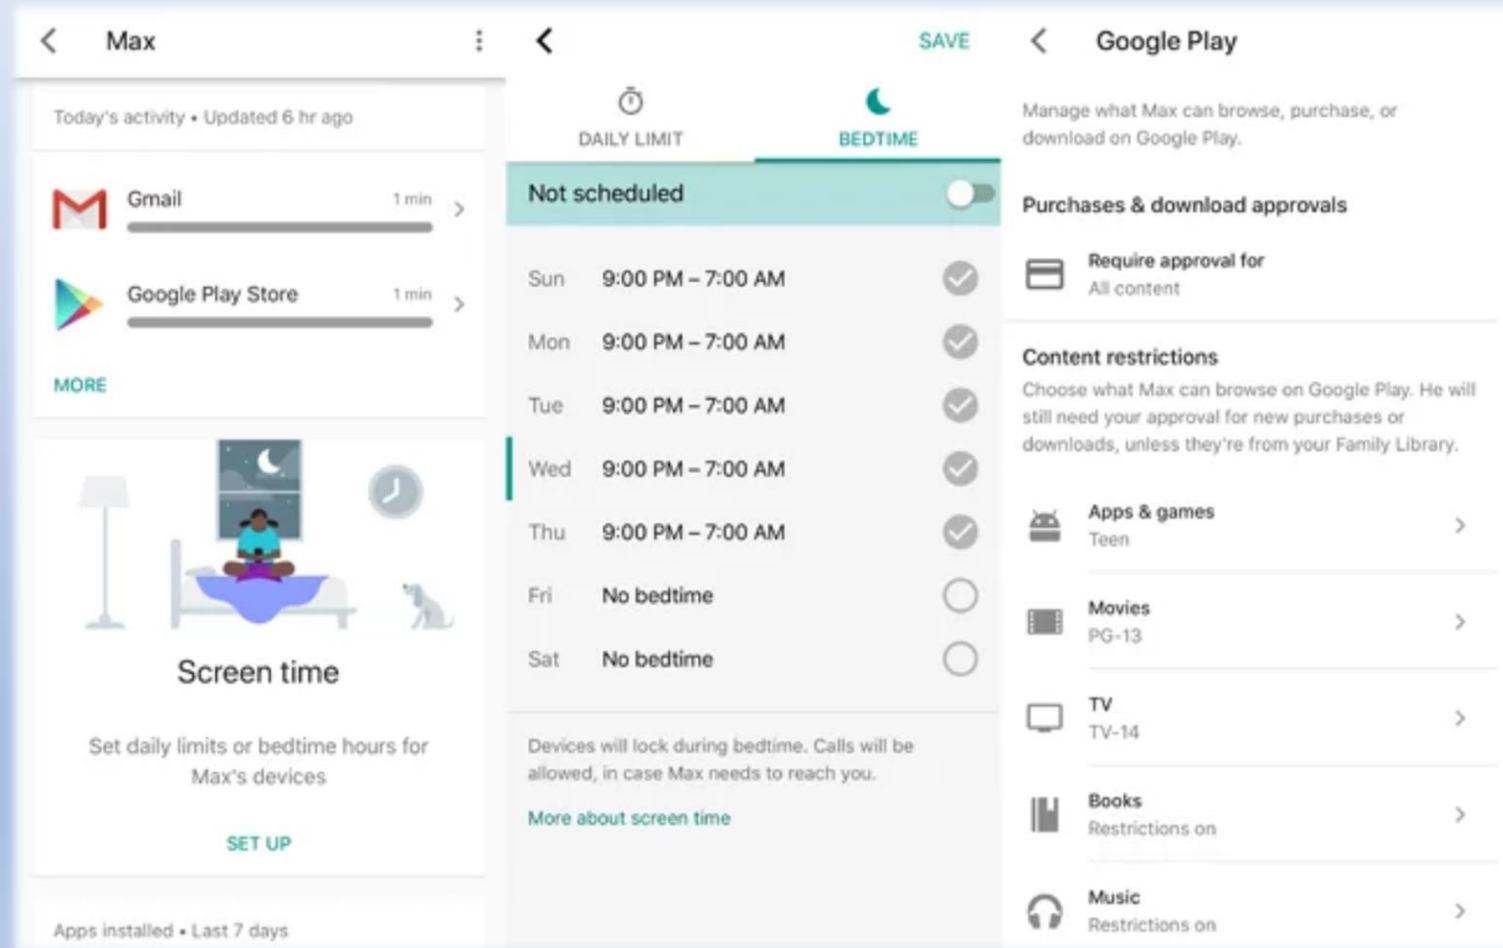 Max
Today's activity • Updated 6 hr ago
Gmail
1 min
Google Play Store
1 min
MORE
Screen time
Set daily limits or bedtime hours for
Max's devices
SET UP
Apps installed • Last 7 days
SAVE
DAILY LIMIT
BEDTIME
Not scheduled
Sun 9:00 PM – 7:00 AM
Mon 9:00 PM – 7:00 AM
Tue 9:00 PM – 7:00 AM
Wed 9:00 PM – 7:00 AM
Thu 9:00 PM – 7:00 AM
Fri No bedtime
Sat No bedtime
Devices will lock during bedtime. Calls will be
allowed, in case Max needs to reach you.
More about screen time
Google Play
Manage what Max can browse, purchase, or
download on Google Play.
Purchases & download approvals
Require approval for
All content
Content restrictions
Choose what Max can browse on Google Play. He will
still need your approval for new purchases or
downloads, unless they're from your Family Library.
Apps & games
Teen
Movies
PG-13
TV
TV-14
Books
Restrictions on
Music
Restrictions on